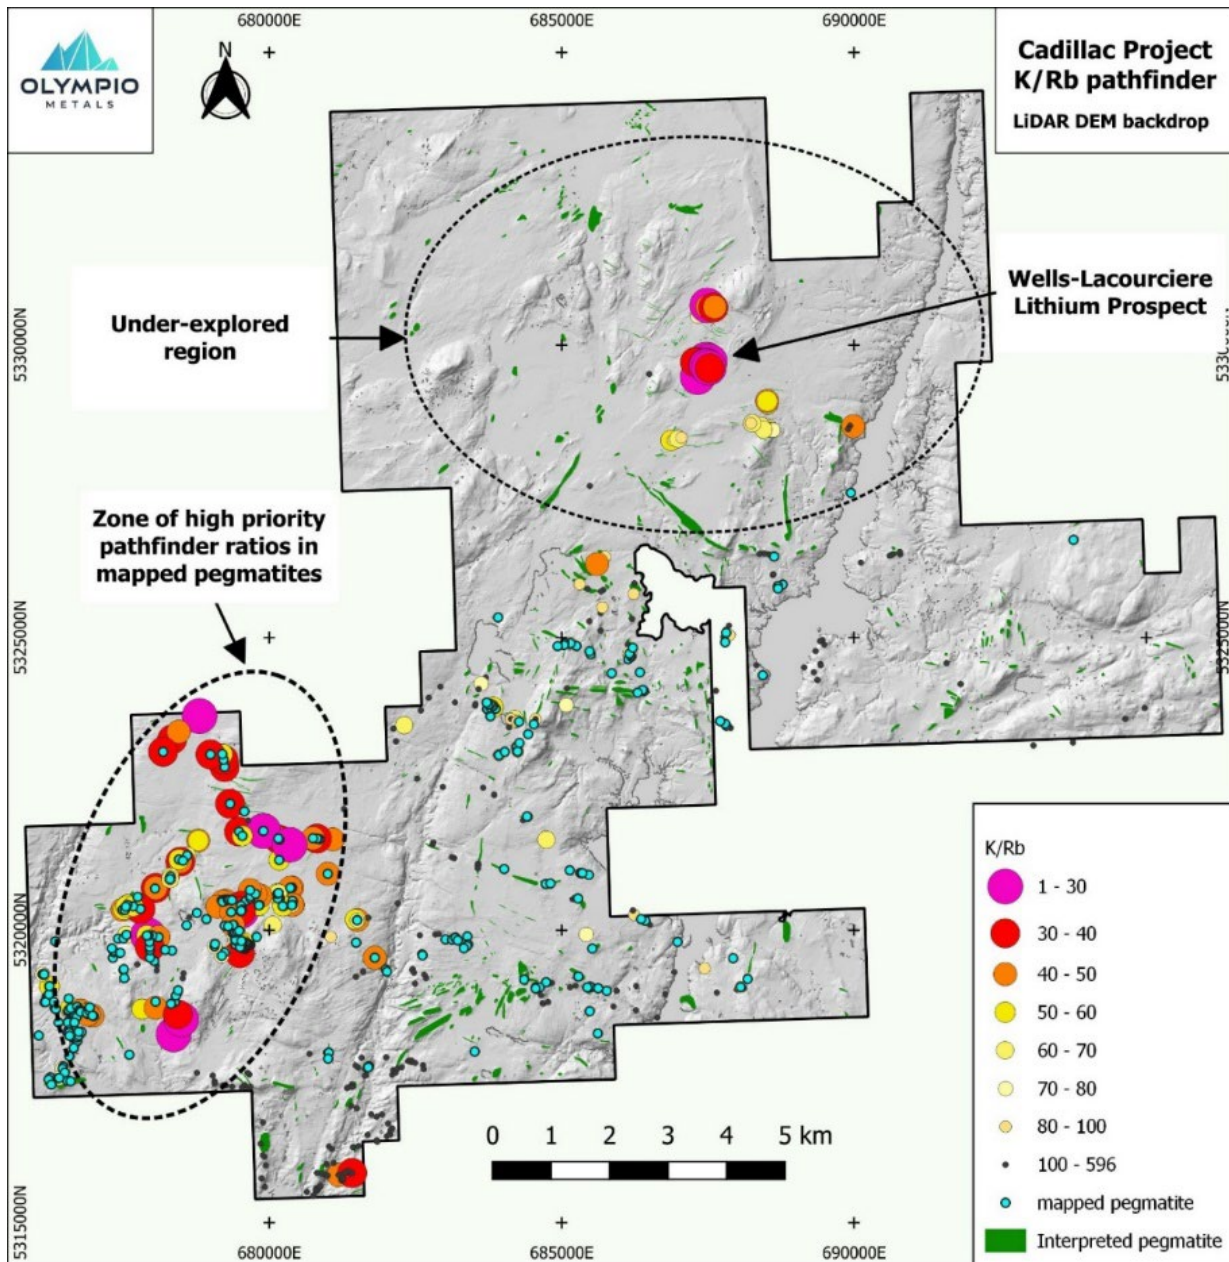 680000E
685000E
690000E
OLYMPIO
METALS
N
Cadillac Project
K/Rb pathfinder
LiDAR DEM backdrop
Wells-Lacourciere
Lithium Prospect
Under-explored
region
5330000N
Zone of high priority
pathfinder ratios in
mapped pegmatites
5325000N
5325000N
5320000N
5315000N
0 1 2 3 4 5 km
K/Rb
1 - 30
30 - 40
40 - 50
50 - 60
60 - 70
70 - 80
80 - 100
100 - 596
mapped pegmatite
Interpreted pegmatite
680000E
685000E
690000E